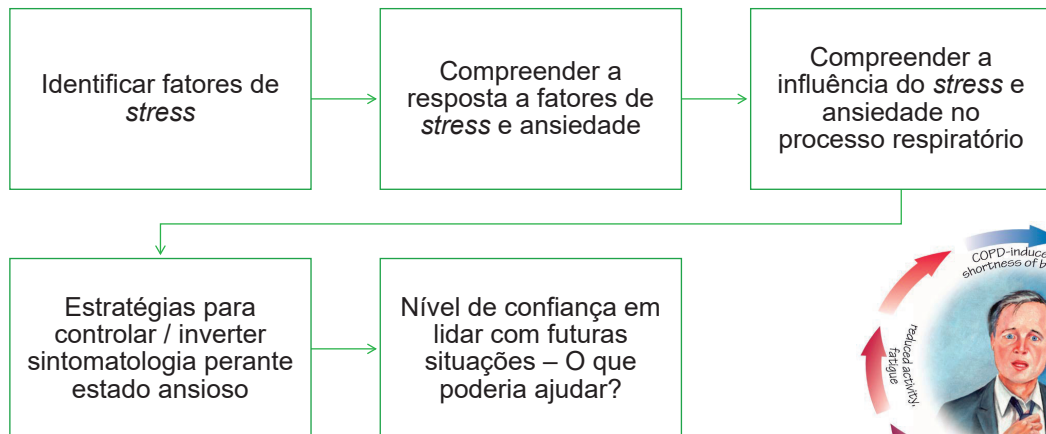 Identificar fatores de
stress
Compreender a
resposta a fatores de
stress e ansiedade
Compreender a
influência do stress e
ansiedade no
processo respiratório
Estratégias para
controlar / inverter
sintomatologia perante
estado ansioso
Nível de confiança em
lidar com futuras
situações – O que
poderia ajudar?
shortness of
reduced activity,
fatigue